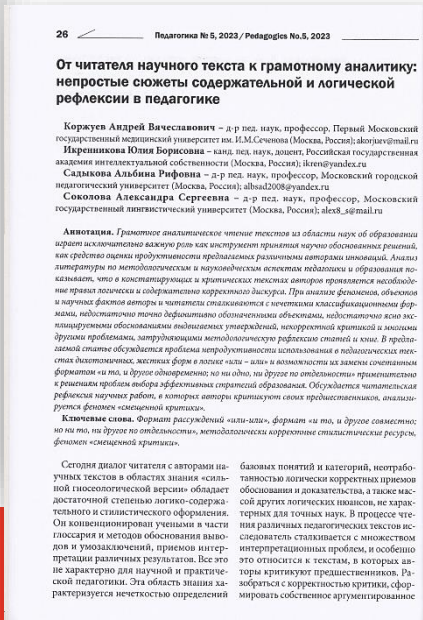 26
Педагогика № 5, 2023 / Pedagogics No.5, 2023
От читателя научного текста к грамотному аналитику:
непростые сюжеты содержательной и логической
рефлексии в педагогике
Коржуев Андрей Вячеславович – д-р пед. наук, профессор, Первый Московский
государственный медицинский университет им. И.М.Сеченова (Москва, Россия); akorjuev@mail.ru
Икренникова Юлия Борисовна – канд. пед. наук, доцент, Российская государственная
академия интеллектуальной собственности (Москва, Россия); ikren@yandex.ru
Садыкова Альбина Рифовна – д-р пед. наук, профессор, Московский городской
педагогический университет (Москва, Россия); albsad2008@yandex.ru
Соколова Александра Сергеевна – д-р пед. наук, профессор, Московский
государственный лингвистический университет (Москва, Россия); alex8_s@mail.ru
Аннотация. Грамотное аналитическое чтение текстов из области наук об образовании
играет исключительно важную роль как инструмент принятия научно обоснованных решений,
как средство оценки продуктивности предлагаемых различными авторами инноваций. Анализ
литературы по методологическим и науковедческим аспектам педагогики и образования по-
казывает, что в констатирующих и критических текстах авторов проявляется несоблюде-
ние правил логически и содержательно корректного дискурса. При анализе феноменов, объектов
и научных фактов авторы и читатели сталкиваются с нечеткими классификационными фор-
мами, недостаточно точно дефинитивно обозначенными объектами, недостаточно ясно экс-
плицируемыми обоснованиями выдвигаемых утверждений, некорректной критикой и многими
другими проблемами, затрудняющими методологическую рефлексию статей и книг. В предла-
гаемой статье обсуждается проблема непродуктивности использования в педагогических тек-
стах дихотомичных, жестких форм в логике «или – или» и возможности их замены сочетанным
форматом «и то, и другое одновременно; но ни одно, ни другое по отдельности» применительно
к решениям проблем выбора эффективных стратегий образования. Обсуждается читательская
рефлексия научных работ, в которых авторы критикуют своих предшественников, анализи-
руется феномен «смещенной критики».
Ключевые слова. Формат рассуждений «или-или», формат «и то, и другое совместно;
но ни то, ни другое по отдельности», методологически корректные стилистические ресурсы,
феномен «смещенной критики».
Сегодня диалог читателя с авторами на-
учных текстов в областях знания «силь-
ной гносеологической версии» обладает
достаточной степенью логико-содержа-
тельного и стилистического оформления.
Он конвенционирован учеными в части
глоссария и методов обоснования выво-
дов и умозаключений, приемов интер-
претации различных результатов. Все это
не характерно для научной и практиче-
ской педагогики. Эта область знания ха-
рактеризуется нечеткостью определений
базовых понятий и категорий, неотрабо-
танностью логически корректных приемов
обоснования и доказательства, а также мас-
сой других логических нюансов, не харак-
терных для точных наук. В процессе чте-
ния различных педагогических текстов ис-
следователь сталкивается с множеством
интерпретационных проблем, и особенно
это относится к текстам, в которых ав-
торы критикуют предшественников. Ра-
зобраться с корректностью критики, сфор-
мировать собственное аргументированное